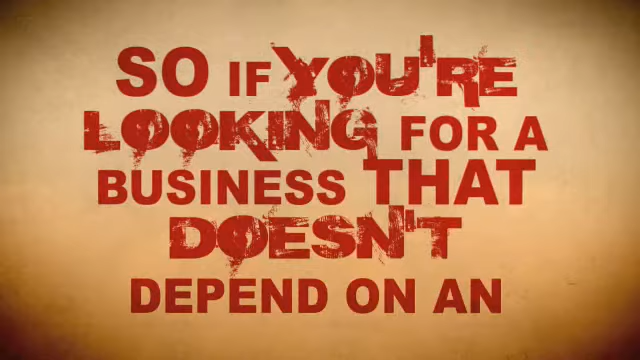 SO IF YOU'RE
LOOKING FOR A
BUSINESS THAT
DOESN'T
DEPEND ON AN